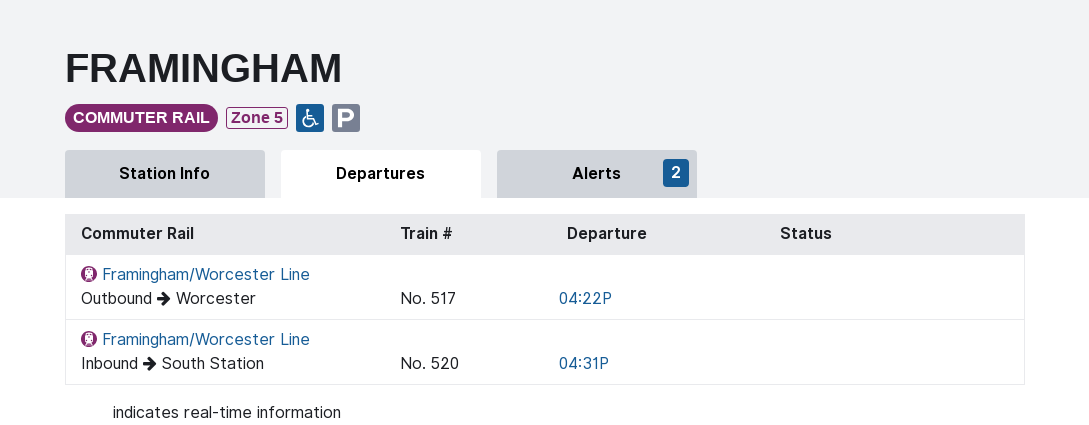 FRAMINGHAM
COMMUTER RAIL Zone 5 P
Station Info Departures Alerts 2
Commuter Rail Train # Departure Status
Framingham/Worcester Line
Outbound → Worcester No. 517 04:22P
Framingham/Worcester Line
Inbound → South Station No. 520 04:31P
indicates real-time information